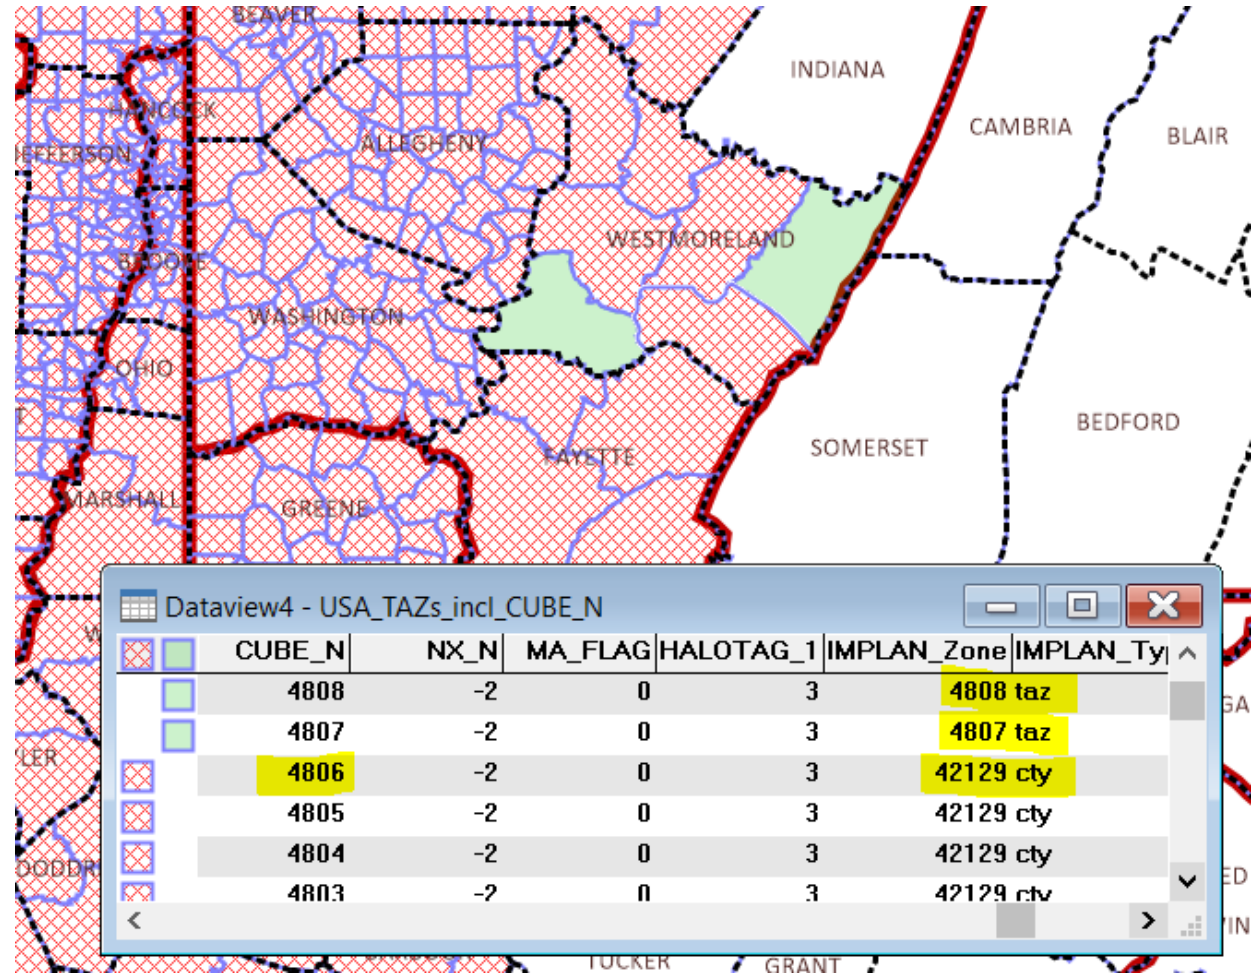 BEAVER
INDIANA
CAMBRIA
BLAIR
HANCOCK
ALLEGHENY
JEFFERSON
WESTMORELAND
BROOKE
WASHINGTON
OHIO
BEDFORD
SOMERSET
FAYETTE
MARSHALL
GREENE
Dataview4 - USA_TAZs_incl_CUBE_N
CUBE_N NX_N MA_FLAG HALOTAG_1 IMPLAN_Zone IMPLAN_Ty
4808 -2 0 3 4808 taz
4807 -2 0 3 4807 taz
4806 -2 0 3 42129 cty
4805 -2 0 3 42129 cty
4804 -2 0 3 42129 cty
4803 -2 0 3 42129 cty
TUCKER
GRANT